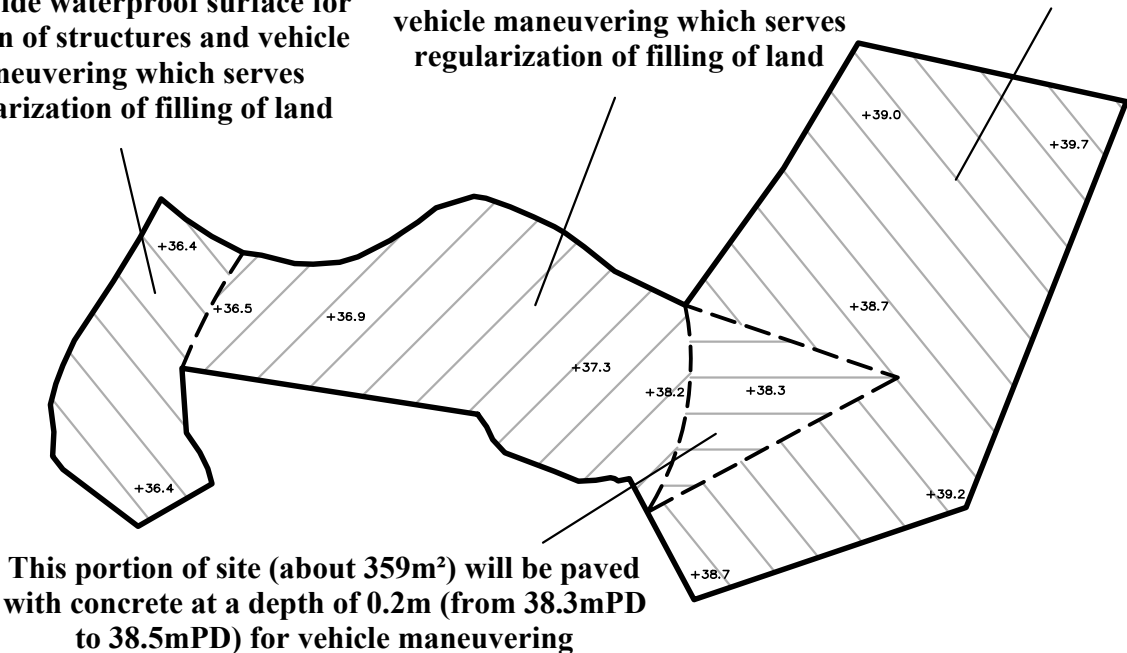 waterproof surface for
of structures and vehicle
which serves
of filling of land
vehicle maneuvering which serves
regularization of filling of land
+39.0
+39.7
+36.4
+36.5
+36.9
+38.7
+37.3
+38.2
+38.3
+36.4
+39.2
+38.7
This portion of site (about 359m²) will be paved
with concrete at a depth of 0.2m (from 38.3mPD
to 38.5mPD) for vehicle maneuvering